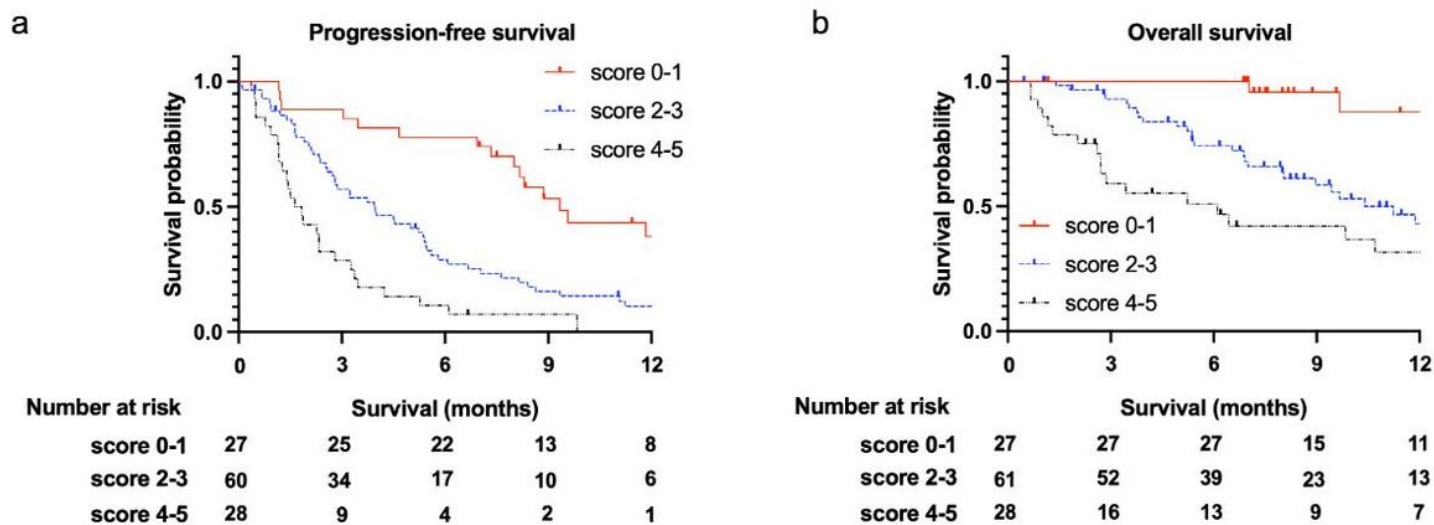 a
Progression-free survival
score 0-1
score 2-3
score 4-5
Survival probability
1.0
0.5
0.0
0 3 6 9 12
Number at risk Survival (months)
score 0-1 27 25 22 13 8
score 2-3 60 34 17 10 6
score 4-5 28 9 4 2 1
b
Overall survival
Survival probability
1.0
0.5
0.0
score 0-1
score 2-3
score 4-5
0 3 6 9 12
Number at risk Survival (months)
score 0-1 27 27 27 15 11
score 2-3 61 52 39 23 13
score 4-5 28 16 13 9 7